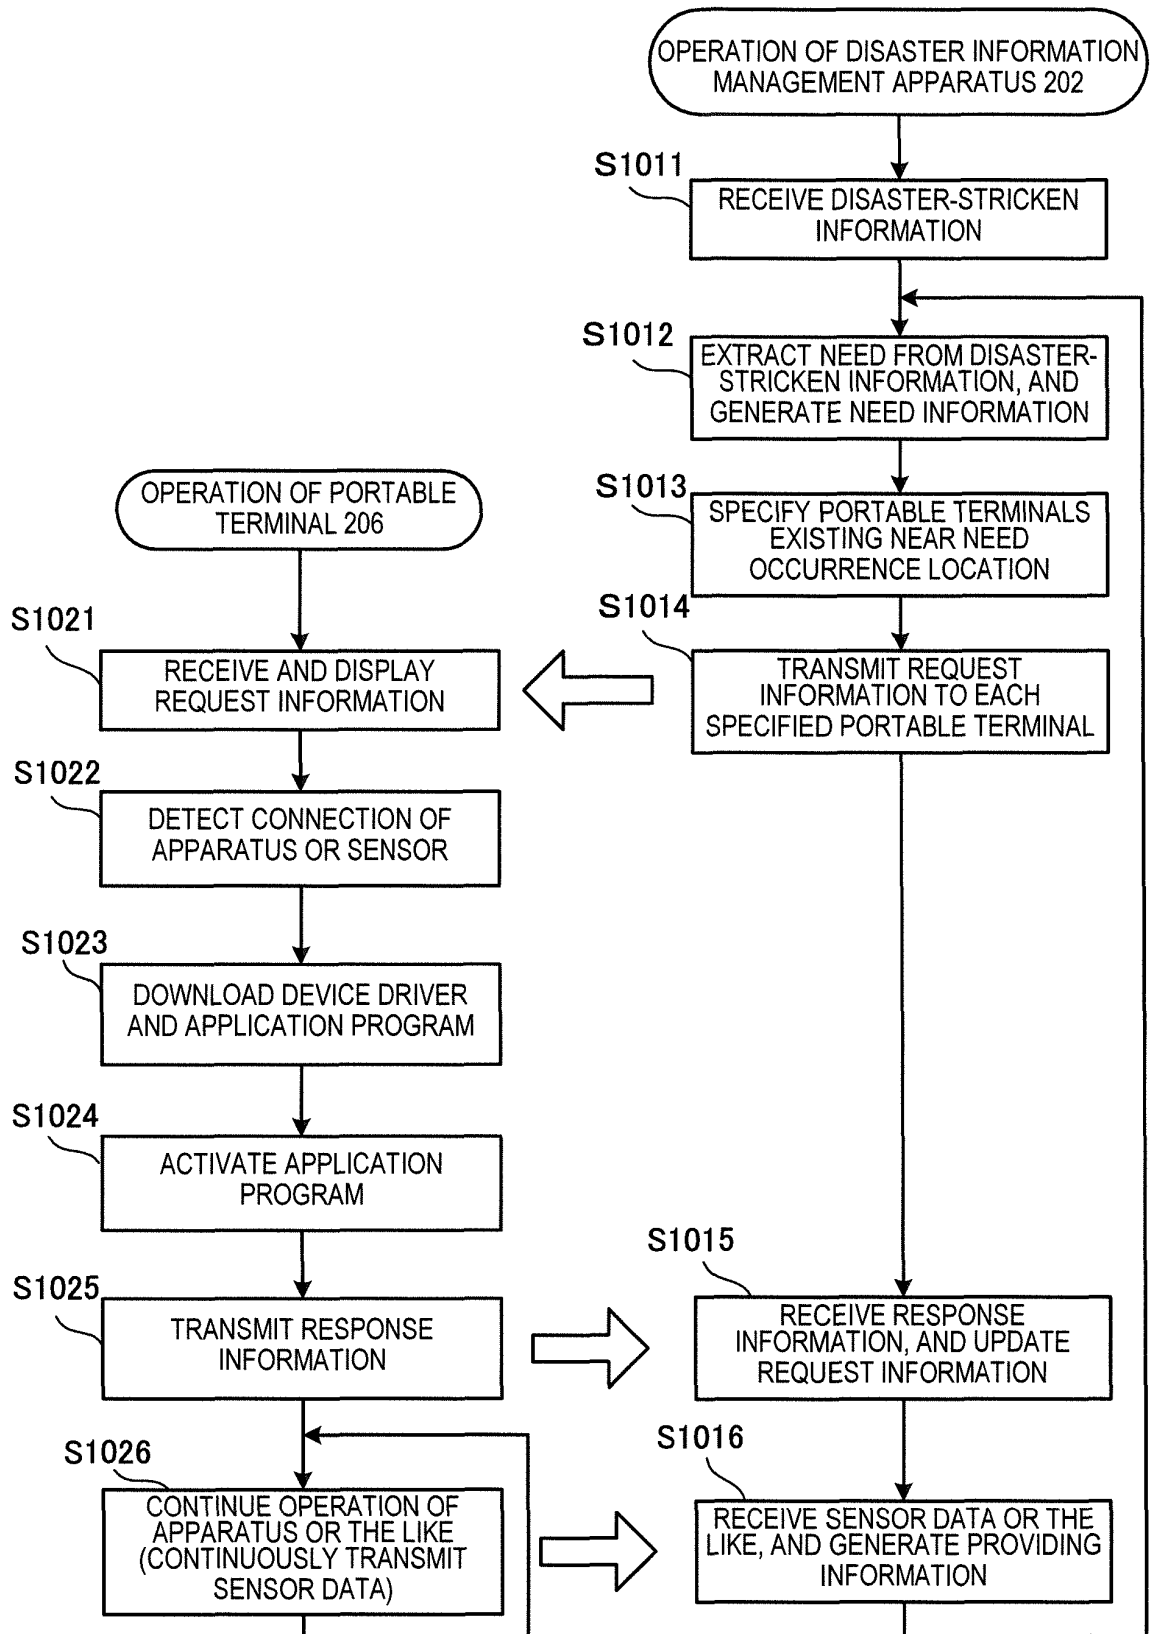 OPERATION OF DISASTER INFORMATION
MANAGEMENT APPARATUS 202
S1011
RECEIVE DISASTER-STRICKEN
INFORMATION
S1012
EXTRACT NEED FROM DISASTER-
STRICKEN INFORMATION, AND
GENERATE NEED INFORMATION
S1013
SPECIFY PORTABLE TERMINALS
EXISTING NEAR NEED
OCCURRENCE LOCATION
S1014
TRANSMIT REQUEST
INFORMATION TO EACH
SPECIFIED PORTABLE TERMINAL
OPERATION OF PORTABLE
TERMINAL 206
S1021
RECEIVE AND DISPLAY
REQUEST INFORMATION
S1022
DETECT CONNECTION OF
APPARATUS OR SENSOR
S1023
DOWNLOAD DEVICE DRIVER
AND APPLICATION PROGRAM
S1024
ACTIVATE APPLICATION
PROGRAM
S1025
TRANSMIT RESPONSE
INFORMATION
S1015
RECEIVE RESPONSE
INFORMATION, AND UPDATE
REQUEST INFORMATION
S1026
CONTINUE OPERATION OF
APPARATUS OR THE LIKE
(CONTINUOUSLY TRANSMIT
SENSOR DATA)
S1016
RECEIVE SENSOR DATA OR THE
LIKE, AND GENERATE PROVIDING
INFORMATION